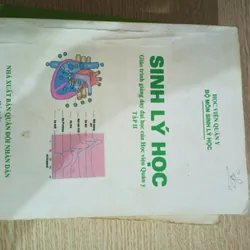 HỌC VIỆN QUÂN Y
BỘ MÔN SINH LÝ HỌC
SINH LÝ HỌC
Giáo trình giảng dạy đại học của Học viện Quân y
TẬP II
NHÀ XUẤT BẢN QUÂN ĐỘI NHÂN DÂN